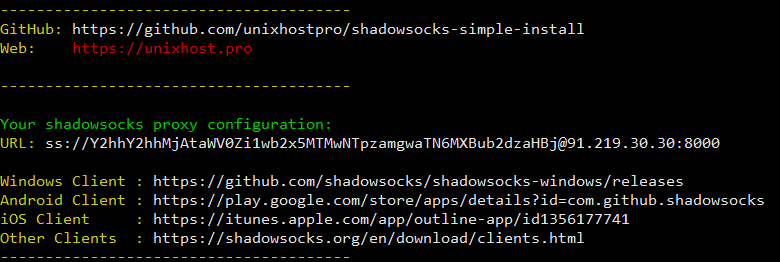 ---------------------------------------
GitHub: https://github.com/unixhostpro/shadowsocks-simple-install
Web: https://unixhost.pro
---------------------------------------
Your shadowsocks proxy configuration:
URL: ss://Y2hhY2hhMjAtaWV0Zi1wb2x5MTMwNTpzamgwaTN6MXBub2dzaHBj@91.219.30.30:8000
Windows Client : https://github.com/shadowsocks/shadowsocks-windows/releases
Android Client : https://play.google.com/store/apps/details?id=com.github.shadowsocks
iOS Client : https://itunes.apple.com/app/outline-app/id1356177741
Other Clients : https://shadowsocks.org/en/download/clients.html
---------------------------------------